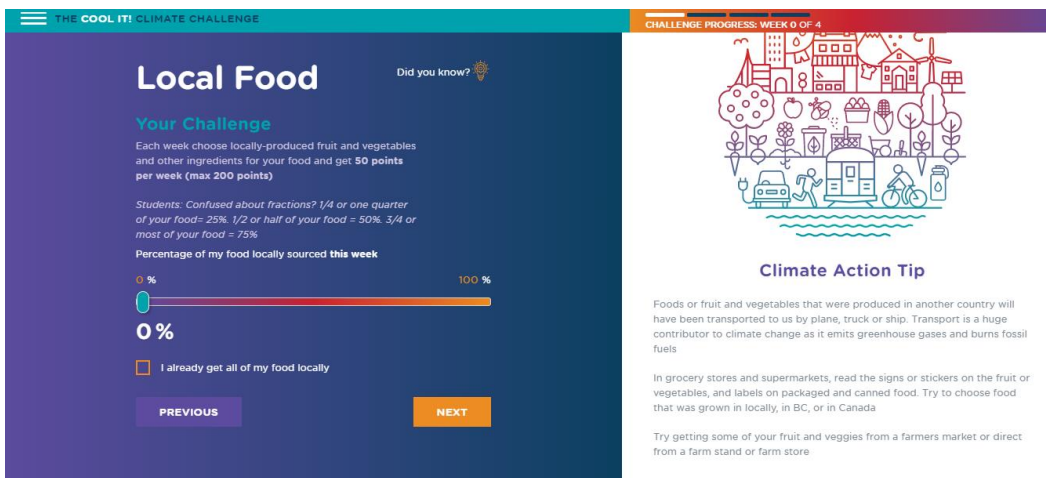 THE COOL IT! CLIMATE CHALLENGE
CHALLENGE PROGRESS: WEEK 0 OF 4
Local Food
Did you know?
Your Challenge
Each week choose locally-produced fruit and vegetables
and other ingredients for your food and get 50 points
per week (max 200 points)
Students: Confused about fractions? 1/4 or one quarter
of your food= 25%. 1/2 or half of your food = 50%. 3/4 or
most of your food = 75%
Percentage of my food locally sourced this week
0 %
100 %
0 %
I already get all of my food locally
PREVIOUS
NEXT
Climate Action Tip
Foods or fruit and vegetables that were produced in another country will
have been transported to us by plane, truck or ship. Transport is a huge
contributor to climate change as it emits greenhouse gases and burns fossil
fuels
In grocery stores and supermarkets, read the signs or stickers on the fruit or
vegetables, and labels on packaged and canned food. Try to choose food
that was grown in locally, in BC, or in Canada
Try getting some of your fruit and veggies from a farmers market or direct
from a farm stand or farm store